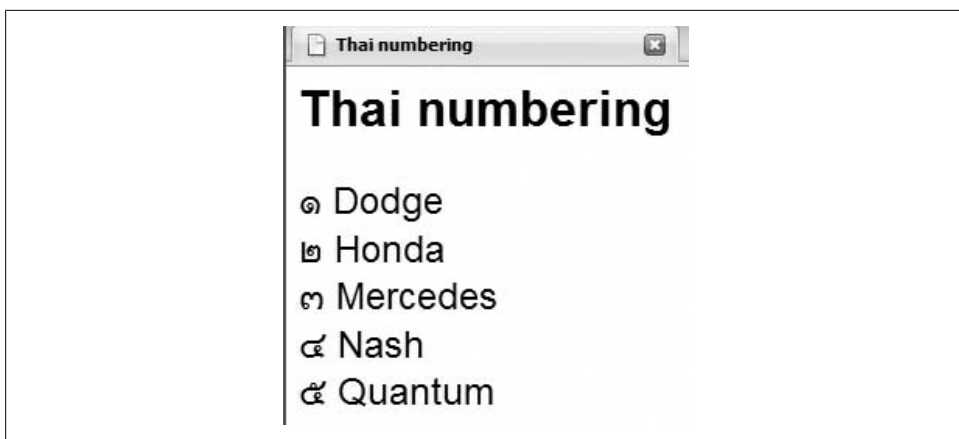 Thai numbering
Thai numbering
๑ Dodge
๒ Honda
๓ Mercedes
๔ Nash
๕ Quantum